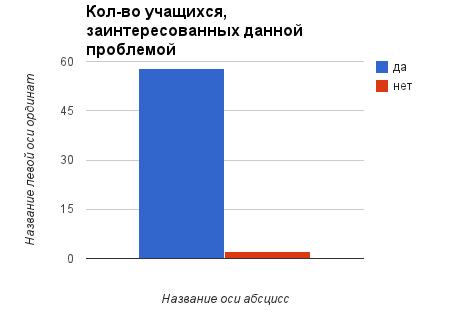 Кол-во учащихся,
заинтересованных данной
проблемой
60
45
30
15
0
Название левой оси ординат
Название оси абсцисс
да
нет